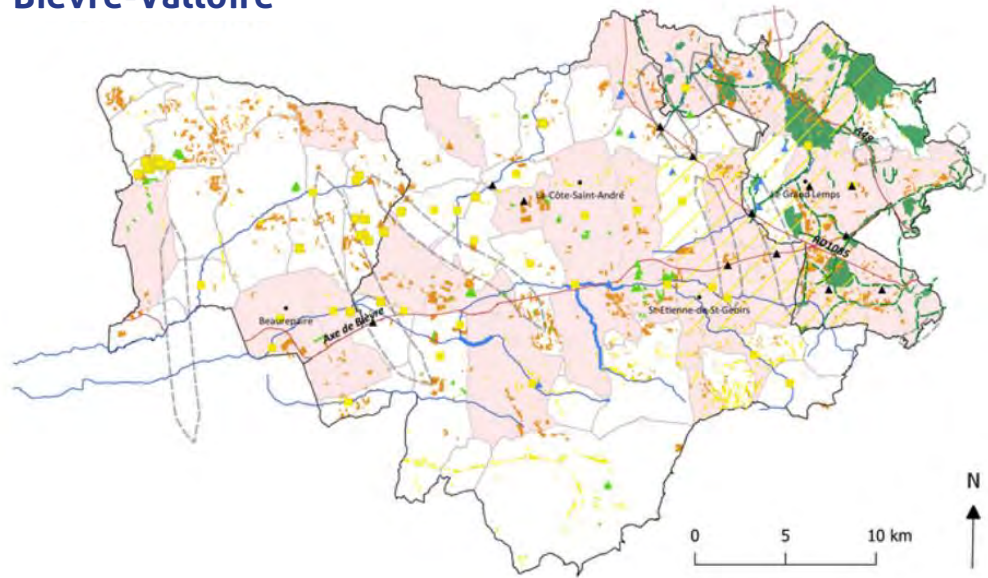 Bièvre-Valloire
A48
La-Côte-Saint-André
Le Grand-Lemps
RD1085
St-Etienne-de-St-Geoirs
Beaurepaire
Axe de Bièvre
N
0 5 10 km